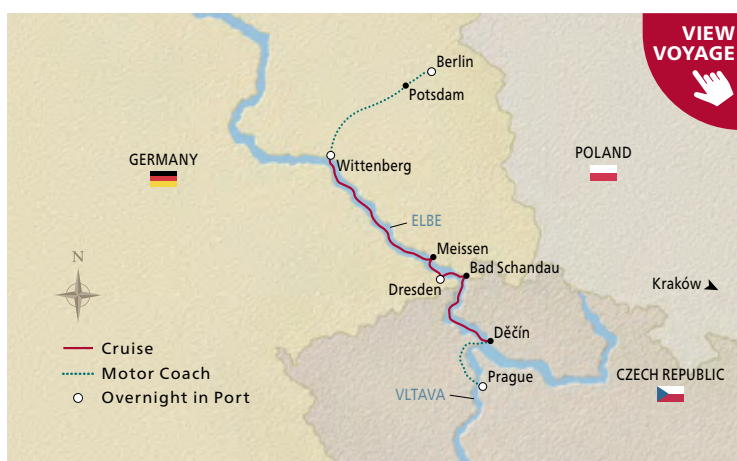 VIEW
VOYAGE
Berlin
Potsdam
GERMANY
POLAND
Wittenberg
ELBE
Meissen
Bad Schandau
N
Dresden
Kraków
Děčín
Cruise
Motor Coach
Prague
CZECH REPUBLIC
Overnight in Port
VLTAVA